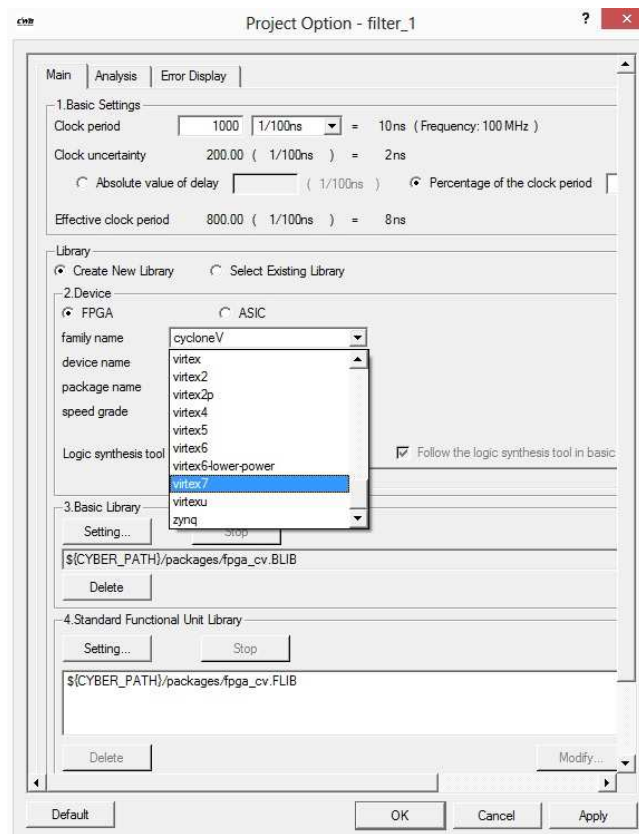 CWB
Project Option - filter_1
?
Main
Analysis
Error Display
1.Basic Settings
Clock period 1000 1/100ns = 10ns ( Frequency: 100 MHz )
Clock uncertainty 200.00 ( 1/100ns ) = 2ns
Absolute value of delay ( 1/100ns ) Percentage of the clock period
Effective clock period 800.00 ( 1/100ns ) = 8ns
Library
Create New Library Select Existing Library
2.Device
FPGA ASIC
family name cycloneV
device name virtex
virtex2
package name virtex2p
speed grade virtex4
virtex5
Logic synthesis tool virtex6 Follow the logic synthesis tool in basic
virtex6-lower-power
virtex7
virtexu
zynq
3.Basic Library
Setting... Stop
${CYBER_PATH}/packages/fpga_cv.BLIB
Delete
4.Standard Functional Unit Library
Setting... Stop
${CYBER_PATH}/packages/fpga_cv.FLIB
Delete Modify...
Default OK Cancel Apply